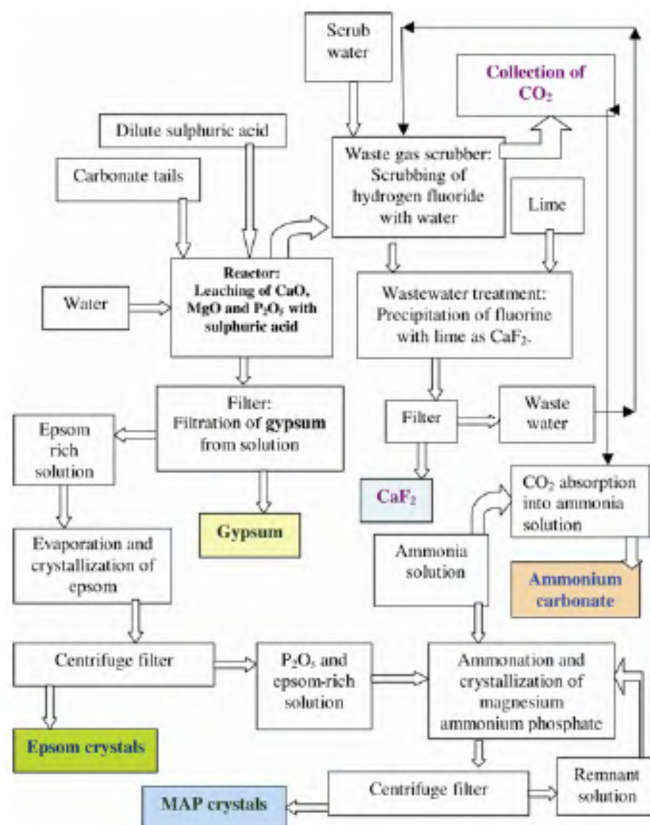 Scrub
water
Collection of
CO2
Dilute sulphuric acid
Carbonate tails
Waste gas scrubber:
Scrubbing of
hydrogen fluoride
with water
Lime
Water
Reactor:
Leaching of CaO,
MgO and P2O5 with
sulphuric acid
Wastewater treatment:
Precipitation of fluorine
with lime as CaF2.
Filter:
Filtration of gypsum
from solution
Filter
Waste
water
Epsom
rich
solution
CaF2
CO2 absorption
into ammonia
solution
Gypsum
Evaporation and
crystallization of
epsom
Ammonia
solution
Ammonium
carbonate
Centrifuge filter
P2O5 and
epsom-rich
solution
Ammonation and
crystallization of
magnesium
ammonium phosphate
Epsom crystals
MAP crystals
Centrifuge filter
Remnant
solution